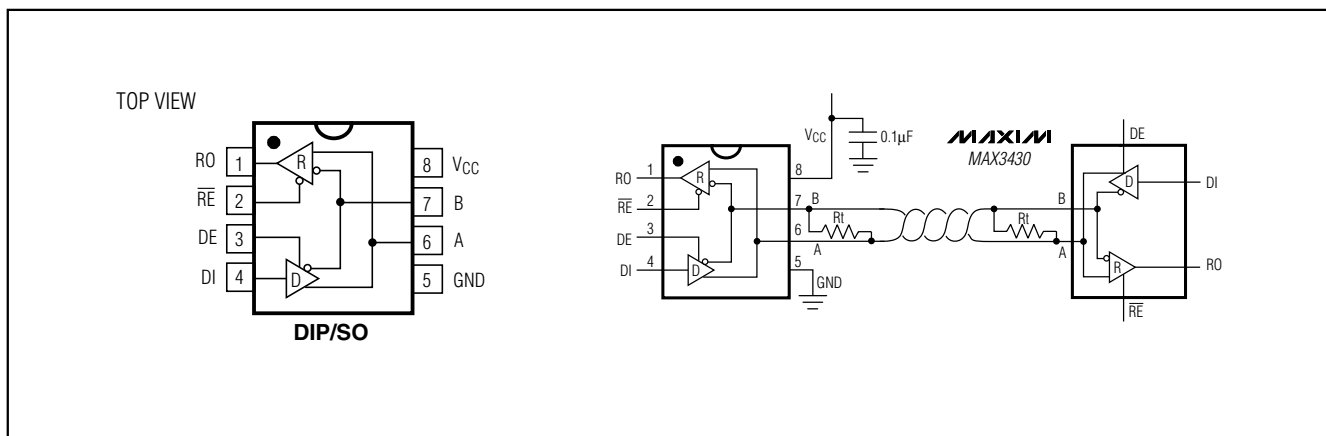 TOP VIEW
RO 1
R
8 VCC
RE 2
7 B
DE 3
6 A
DI 4
D
5 GND
DIP/SO
VCC
0.1µF
MAXIM
MAX3430
DE
RO 1
R
8
D
DI
RE 2
7 B
B
Rt
Rt
DE 3
6
A
A
DI 4
D
5
GND
R
RO
RE